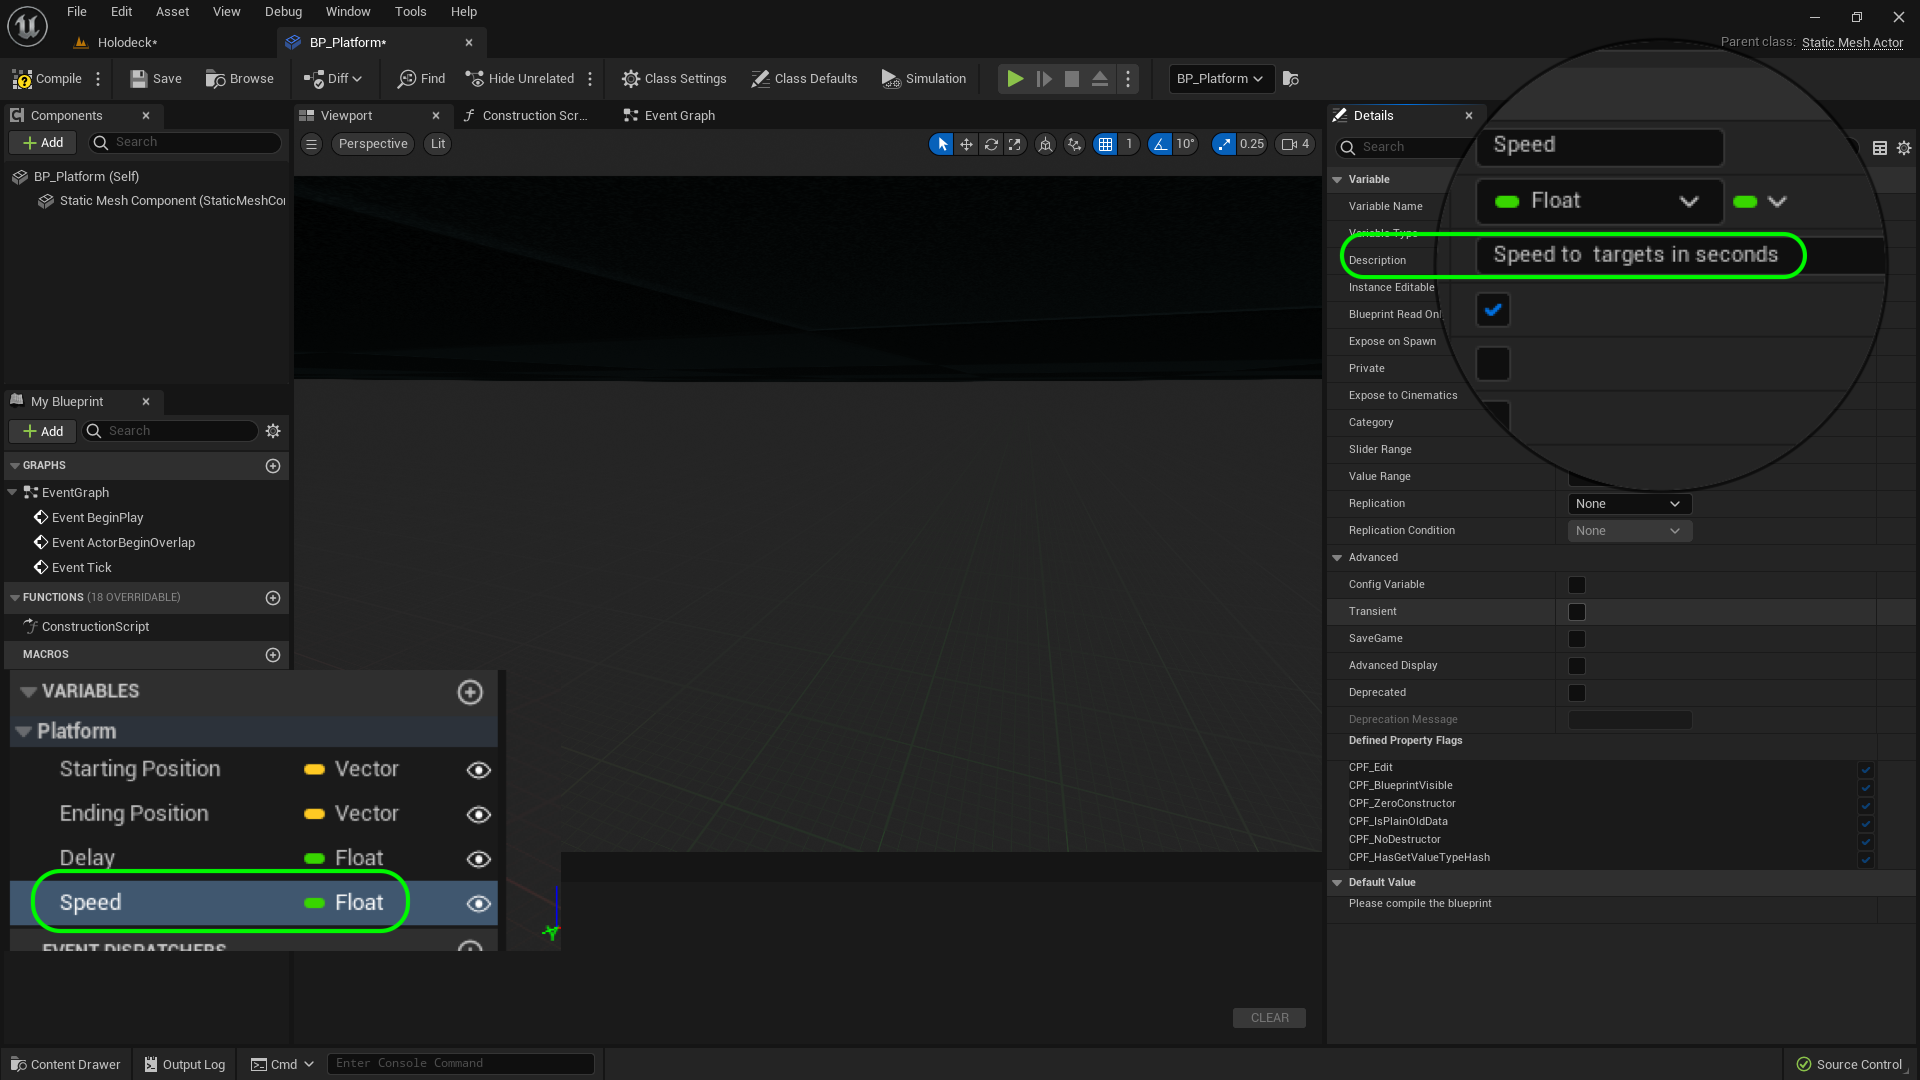 File Edit Asset View Debug Window Tools Help
Holodeck* BP_Platform*
Parent class: Static Mesh Actor
Compile Save Browse Diff Find Hide Unrelated Class Settings Class Defaults Simulation BP_Platform
Components Viewport Construction Scr... Event Graph Details
Add Search Perspective Lit 1 10° 0.25 4 Search
BP_Platform (Self)
Static Mesh Component (StaticMeshCor
My Blueprint
Add Search
GRAPHS
EventGraph
Event BeginPlay
Event ActorBeginOverlap
Event Tick
FUNCTIONS (18 OVERRIDABLE)
ConstructionScript
MACROS
VARIABLES
Platform
Starting Position Vector
Ending Position Vector
Delay Float
Speed Float
EVENT DISPATCHERS
Variable
Variable Name Speed
Variable Type Float
Description Speed to targets in seconds
Instance Editable
Blueprint Read Onl
Expose on Spawn
Private
Expose to Cinematics
Category
Slider Range
Value Range
Replication None
Replication Condition None
Advanced
Config Variable
Transient
SaveGame
Advanced Display
Deprecated
Deprecation Message
Defined Property Flags
CPF_Edit
CPF_BlueprintVisible
CPF_ZeroConstructor
CPF_IsPlainOldData
CPF_NoDestructor
CPF_HasGetValueTypeHash
Default Value
Please compile the blueprint
CLEAR
Content Drawer Output Log Cmd Enter Console Command Source Control